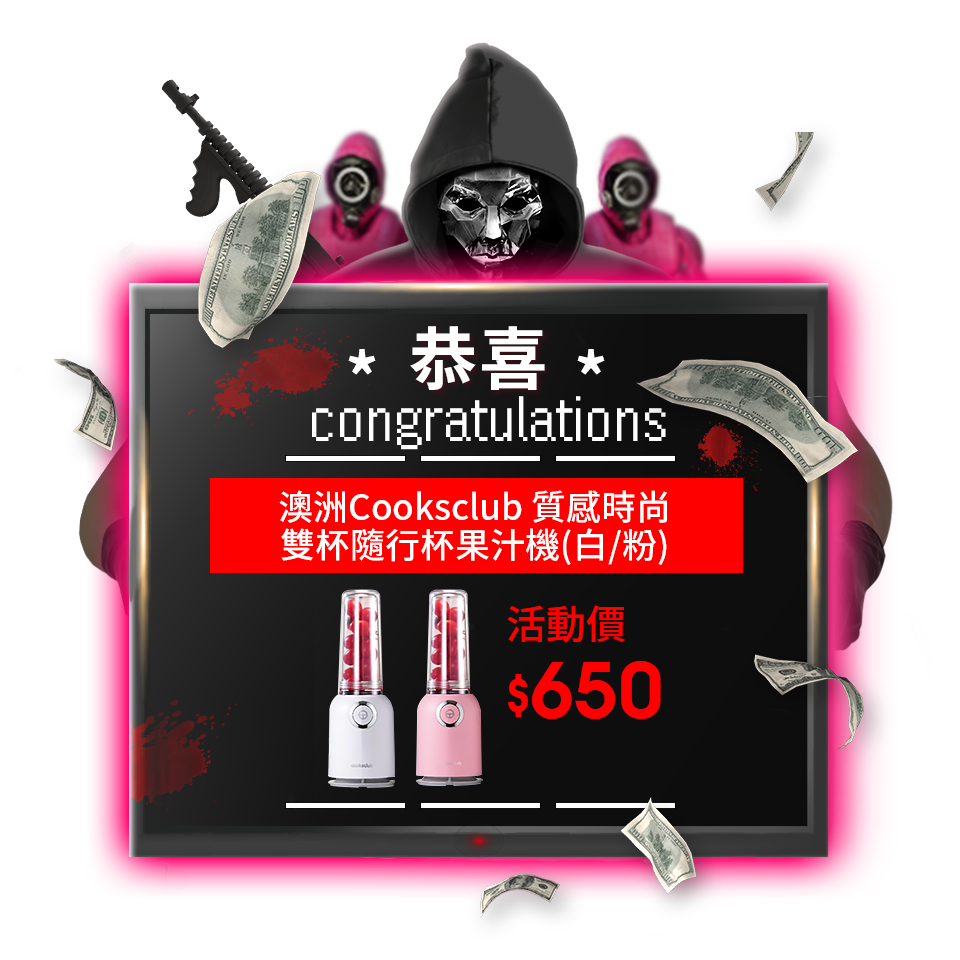 * 恭喜 *
congratulations
澳洲Cooksclub 質感時尚
雙杯隨行杯果汁機(白/粉)
活動價
$650